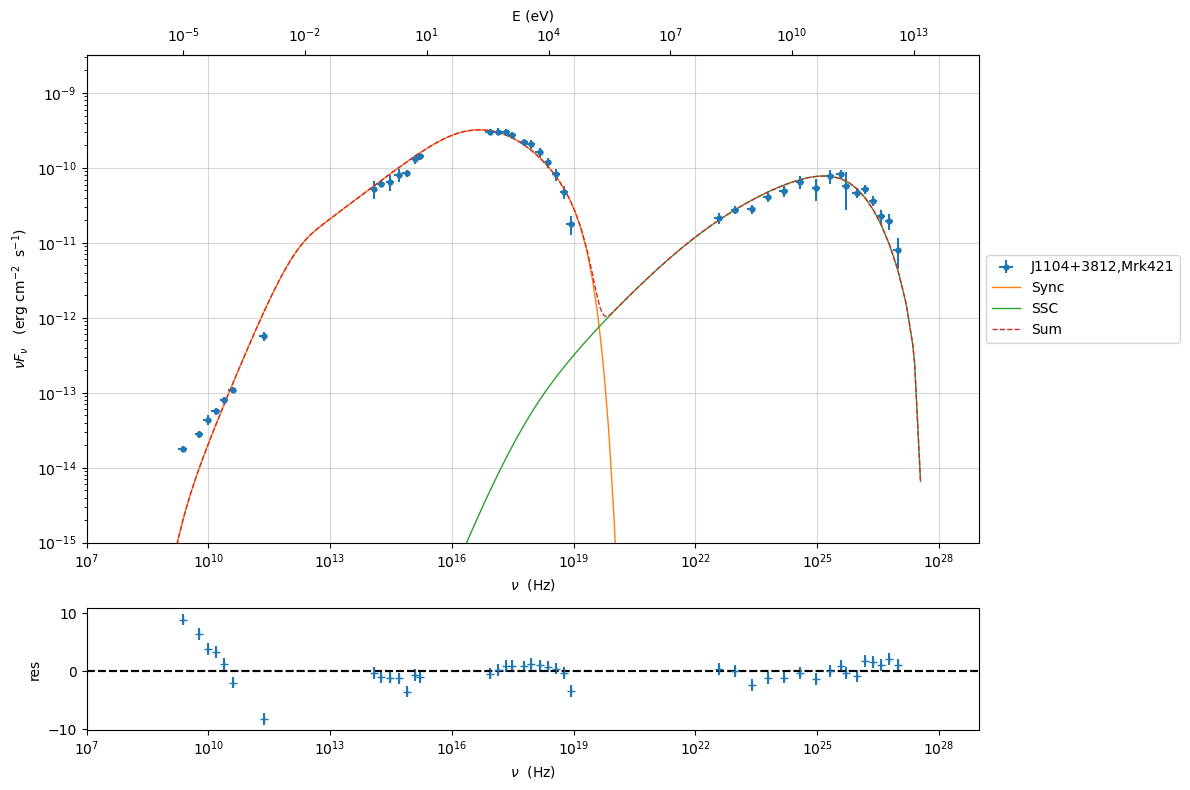 E (eV)
10⁻⁵ 10⁻² 10¹ 10⁴ 10⁷ 10¹⁰ 10¹³
νFν (erg cm⁻² s⁻¹)
10⁻⁹
10⁻¹⁰
10⁻¹¹
10⁻¹²
10⁻¹³
10⁻¹⁴
10⁻¹⁵
10⁷ 10¹⁰ 10¹³ 10¹⁶ 10¹⁹ 10²² 10²⁵ 10²⁸
ν (Hz)
J1104+3812,Mrk421
Sync
SSC
Sum
res
10
0
−10
10⁷ 10¹⁰ 10¹³ 10¹⁶ 10¹⁹ 10²² 10²⁵ 10²⁸
ν (Hz)